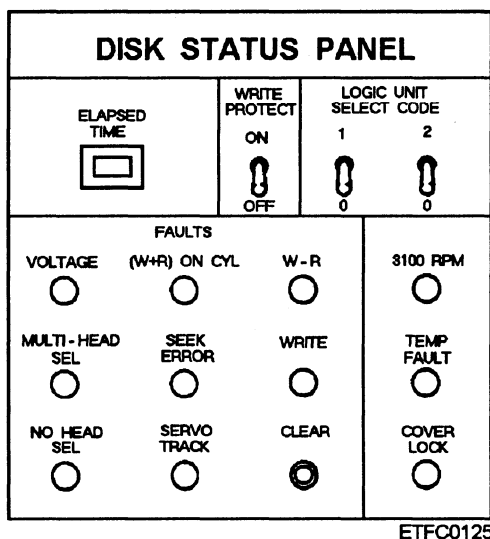 DISK STATUS PANEL
ELAPSED
TIME
WRITE
PROTECT
ON
OFF
LOGIC UNIT
SELECT CODE
1 2
0 0
FAULTS
VOLTAGE (W+R) ON CYL W-R 3100 RPM
MULTI-HEAD
SEL
SEEK
ERROR
WRITE
TEMP
FAULT
NO HEAD
SEL
SERVO
TRACK
CLEAR
COVER
LOCK
ETFC0125